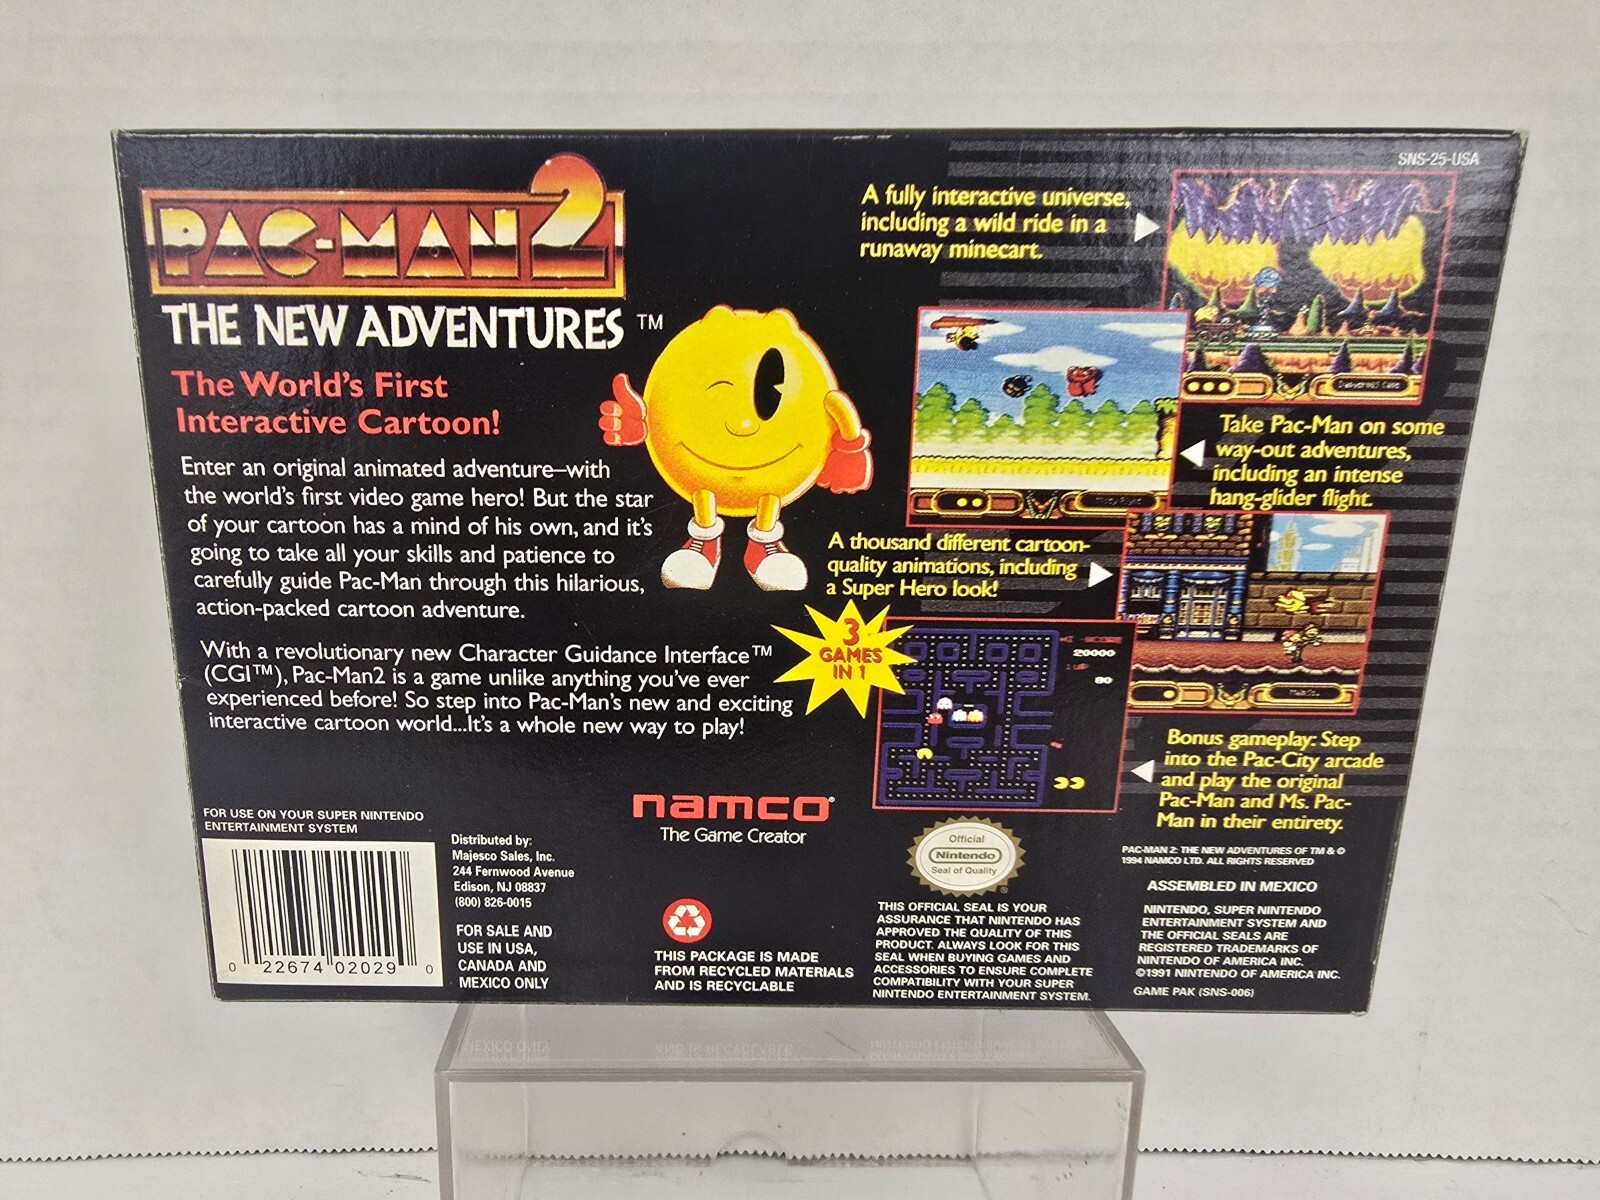 SNS-25-USA
PAC-MAN 2
THE NEW ADVENTURES ™
The World's First
Interactive Cartoon!
Enter an original animated adventure—with
the world's first video game hero! But the star
of your cartoon has a mind of his own, and it's
going to take all your skills and patience to
carefully guide Pac-Man through this hilarious,
action-packed cartoon adventure.
With a revolutionary new Character Guidance Interface™
(CGI™), Pac-Man2 is a game unlike anything you've ever
experienced before! So step into Pac-Man's new and exciting
interactive cartoon world...It's a whole new way to play!
A fully interactive universe,
including a wild ride in a
runaway minecart.
Take Pac-Man on some
way-out adventures,
including an intense
hang-glider flight.
A thousand different cartoon-
quality animations, including
a Super Hero look!
3
GAMES
IN 1
HI-SCORE
20000
1UP
80
Bonus gameplay: Step
into the Pac-City arcade
and play the original
Pac-Man and Ms. Pac-
Man in their entirety.
namco®
The Game Creator
FOR USE ON YOUR SUPER NINTENDO
ENTERTAINMENT SYSTEM
0 22674 02029 0
Distributed by:
Majesco Sales, Inc.
244 Fernwood Avenue
Edison, NJ 08837
(800) 826-0015
FOR SALE AND
USE IN USA,
CANADA AND
MEXICO ONLY
THIS PACKAGE IS MADE
FROM RECYCLED MATERIALS
AND IS RECYCLABLE
Official
Nintendo
Seal of Quality
®
THIS OFFICIAL SEAL IS YOUR
ASSURANCE THAT NINTENDO HAS
APPROVED THE QUALITY OF THIS
PRODUCT. ALWAYS LOOK FOR THIS
SEAL WHEN BUYING GAMES AND
ACCESSORIES TO ENSURE COMPLETE
COMPATIBILITY WITH YOUR SUPER
NINTENDO ENTERTAINMENT SYSTEM.
PAC-MAN 2: THE NEW ADVENTURES OF TM & ©
1994 NAMCO LTD. ALL RIGHTS RESERVED
ASSEMBLED IN MEXICO
NINTENDO, SUPER NINTENDO
ENTERTAINMENT SYSTEM AND
THE OFFICIAL SEALS ARE
REGISTERED TRADEMARKS OF
NINTENDO OF AMERICA INC.
©1991 NINTENDO OF AMERICA INC.
GAME PAK (SNS-006)